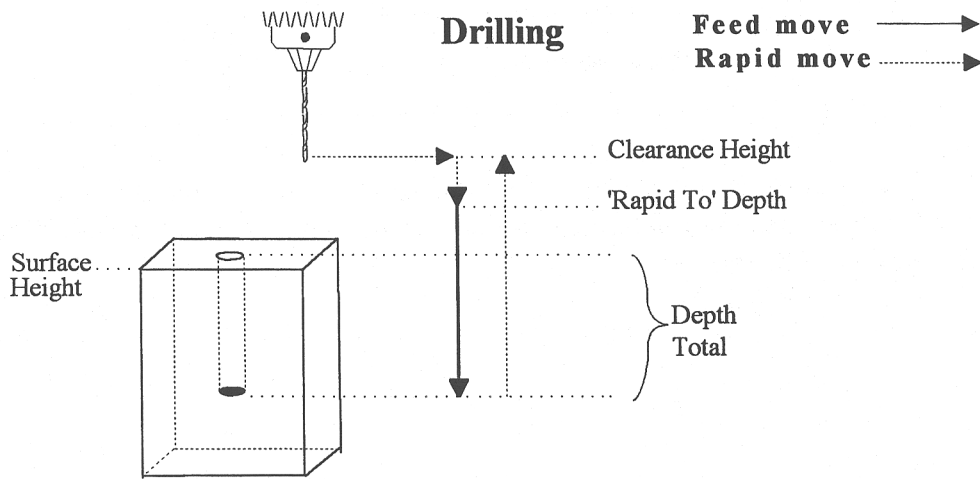 Drilling
Feed move
Rapid move
Clearance Height
'Rapid To' Depth
Surface
Height
Depth
Total